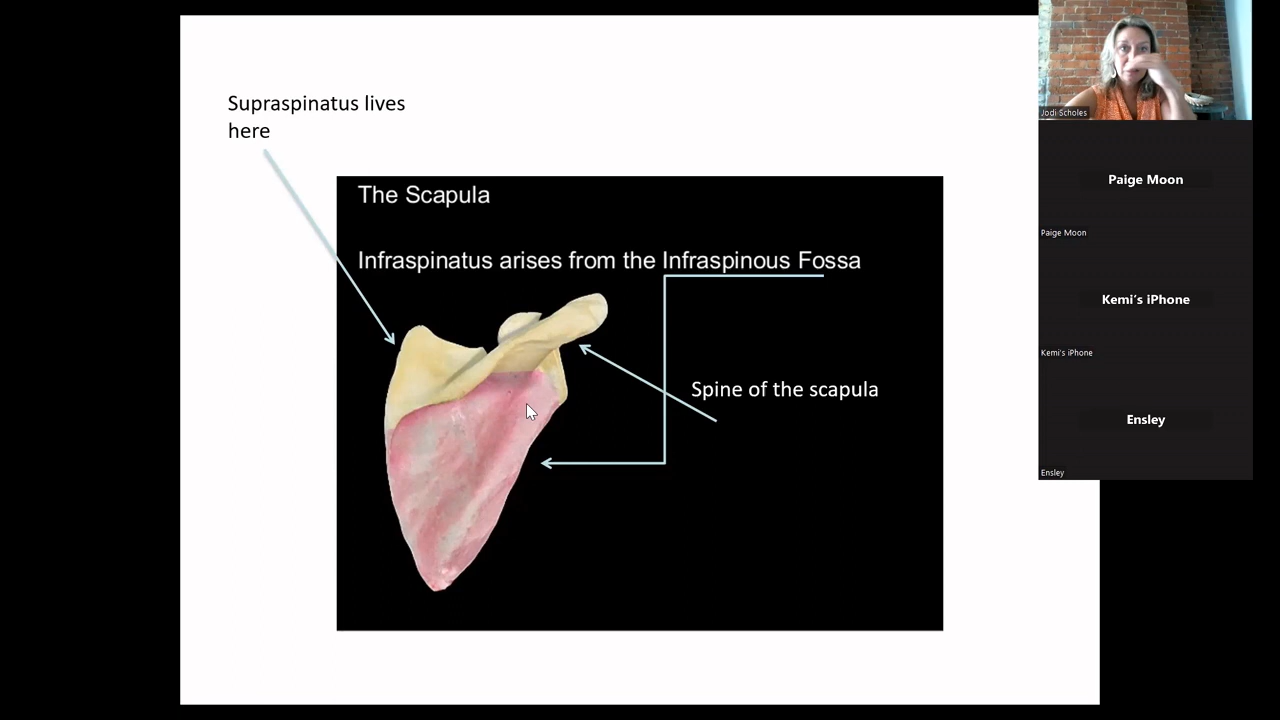 Supraspinatus lives
here
The Scapula
Infraspinatus arises from the Infraspinous Fossa
Spine of the scapula
Jodi Scholes
Paige Moon
Paige Moon
Kemi's iPhone
Kemi's iPhone
Ensley
Ensley